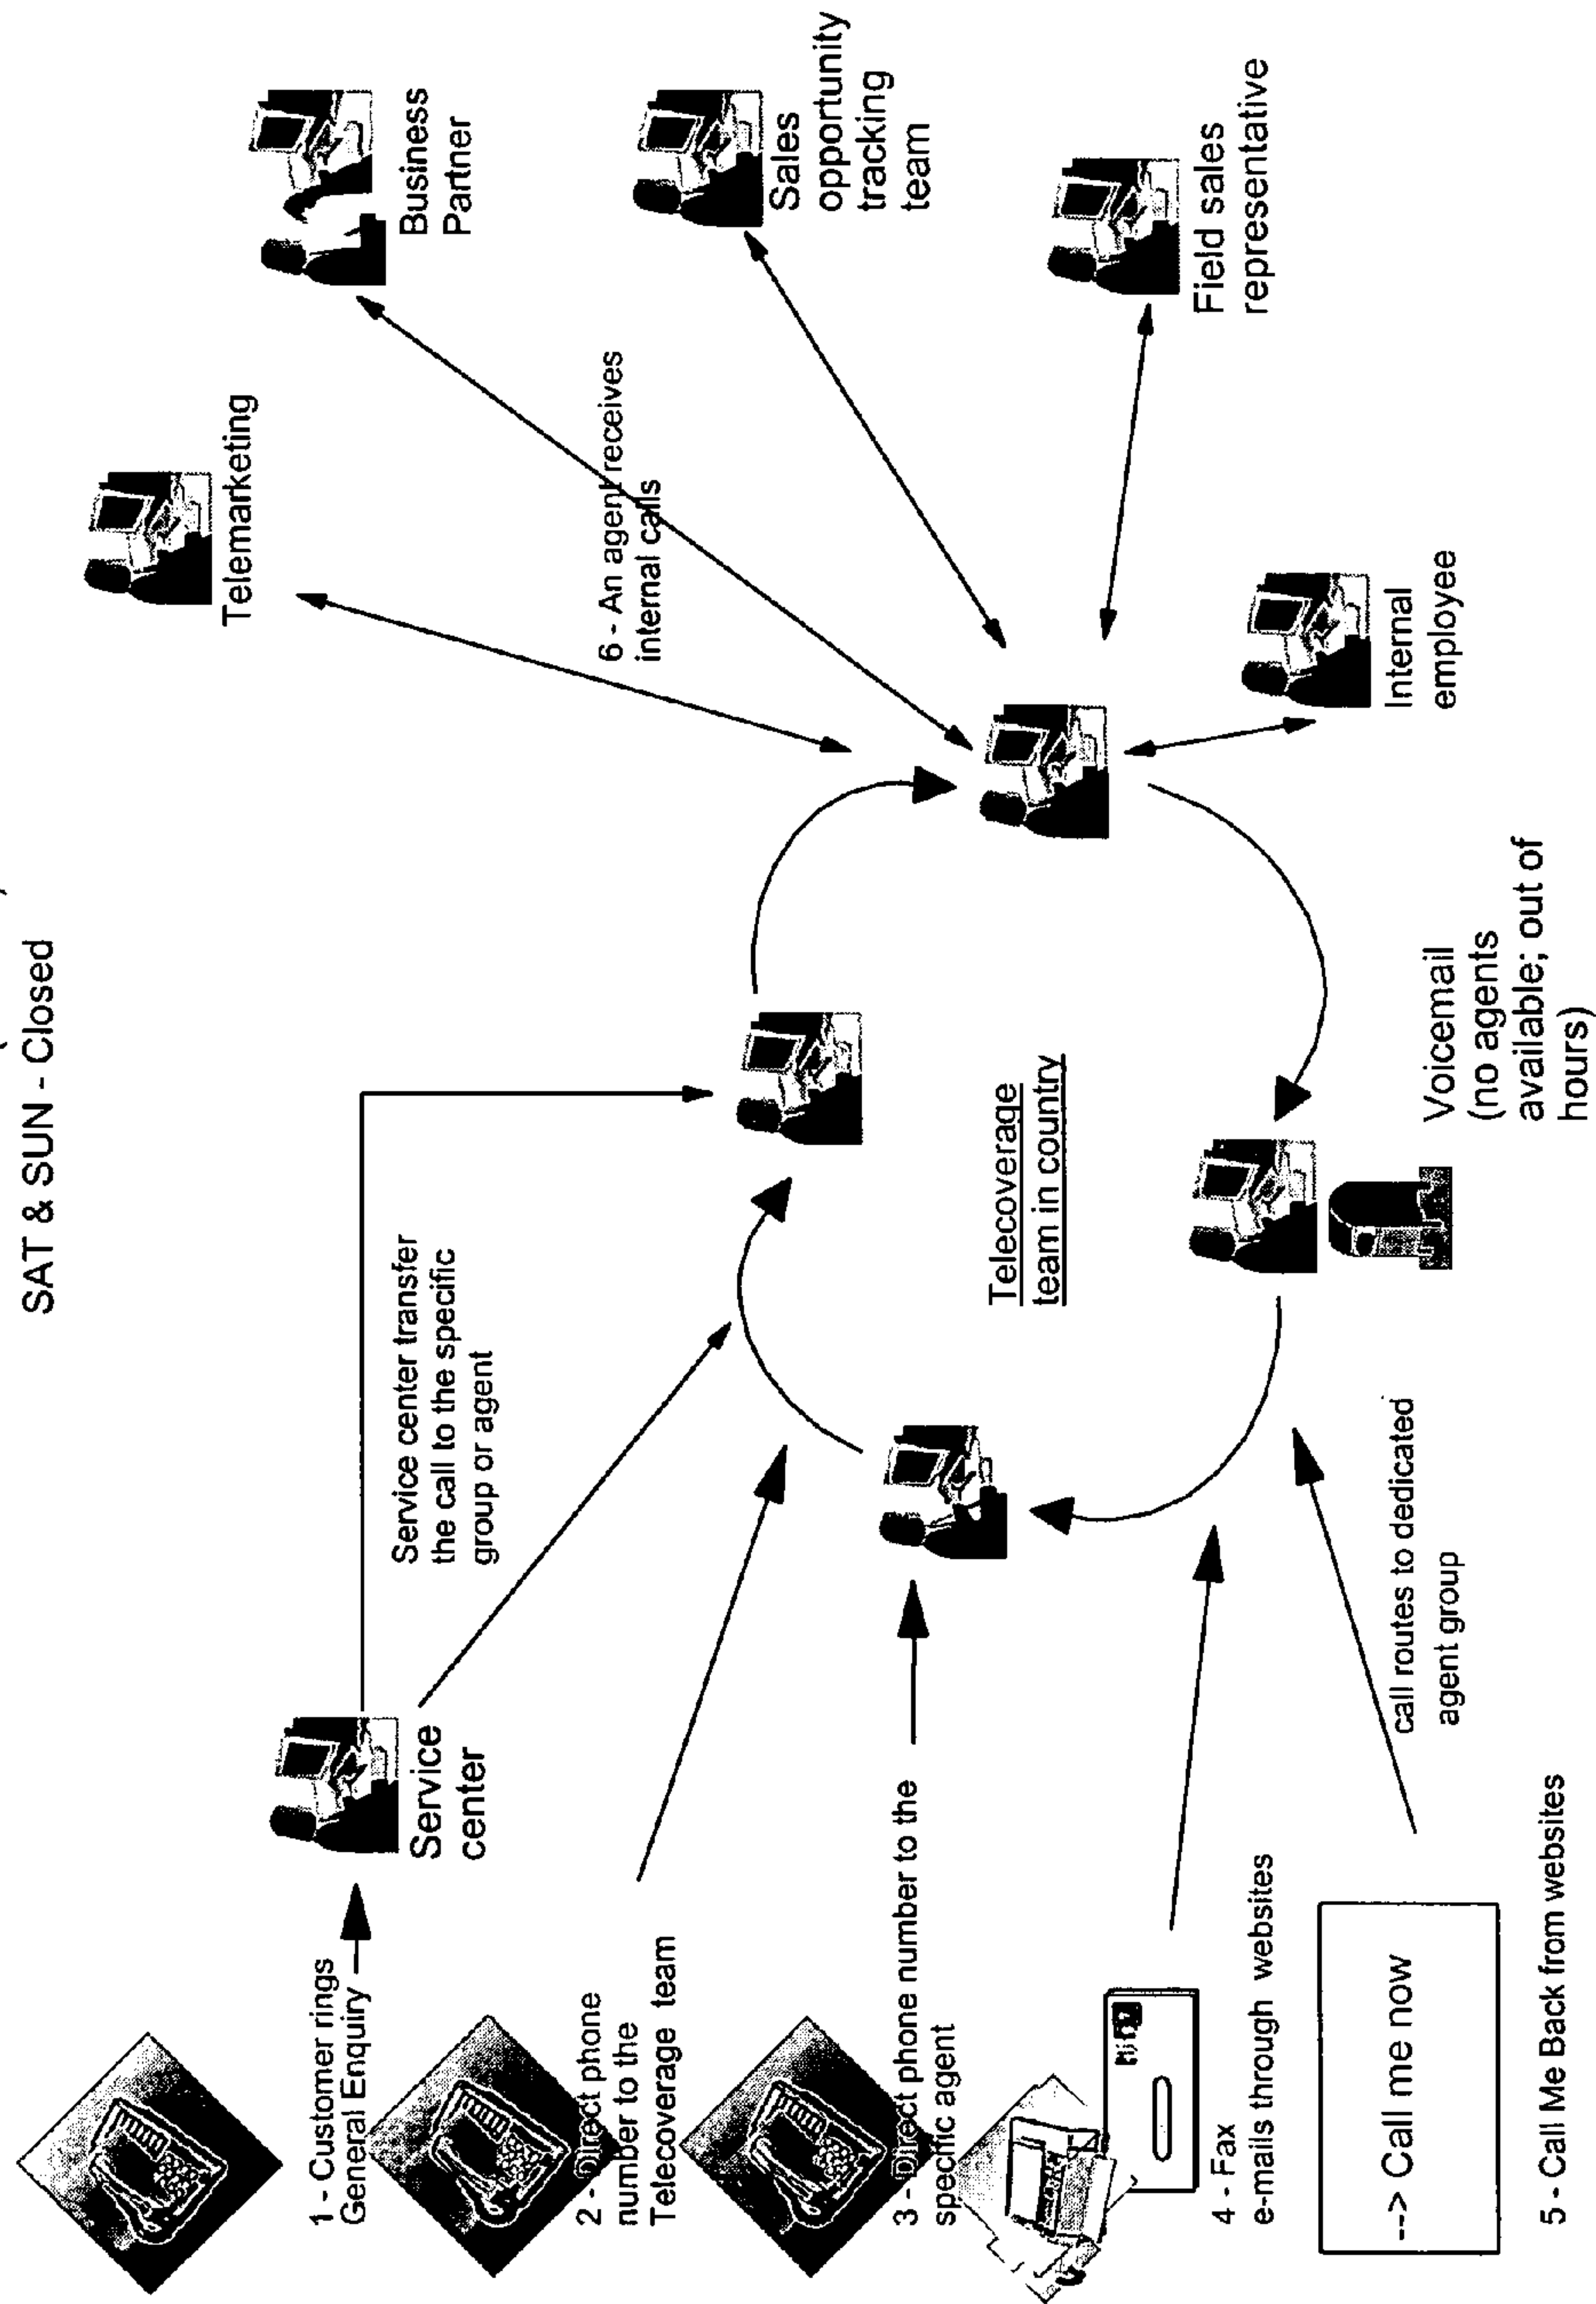 SAT & SUN - Closed
1 - Customer rings
General Enquiry
Service
center
Service center transfer
the call to the specific
group or agent
2 - Direct phone
number to the
Telecoverage team
3 - Direct phone number to the
specific agent
4 - Fax
e-mails through websites
--> Call me now
5 - Call Me Back from websites
call routes to dedicated
agent group
Telecoverage
team in country
Voicemail
(no agents
available; out of
hours)
6 - An agent receives
internal calls
Telemarketing
Business
Partner
Sales
opportunity
tracking
team
Field sales
representative
Internal
employee